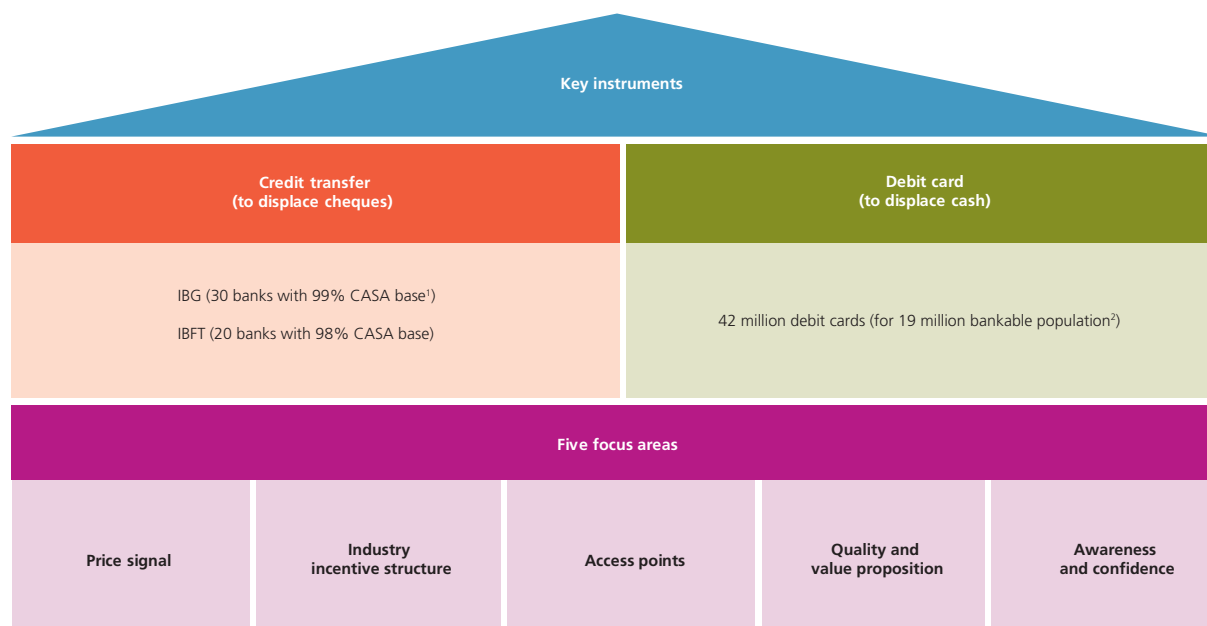 Key instruments
Credit transfer
(to displace cheques)
Debit card
(to displace cash)
IBG (30 banks with 99% CASA base¹)
IBFT (20 banks with 98% CASA base)
42 million debit cards (for 19 million bankable population²)
Five focus areas
Price signal
Industry
incentive structure
Access points
Quality and
value proposition
Awareness
and confidence